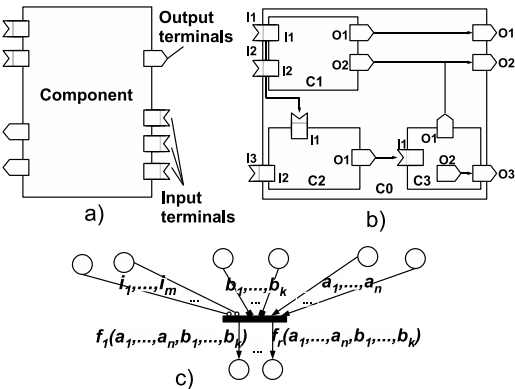 Output
terminals
Component
Input
terminals
a)
I1
I1
I2
I2
C1
O1
O2
O1
O2
I1
I3
I2
C2
O1
C0
I1
C3
O1
O2
O3
b)
i1,...,im
b1,...,bk
a1,...,an
...
...
...
f1(a1,...,an,b1,...,bk)
fr(a1,...,an,b1,...,bk)
...
c)